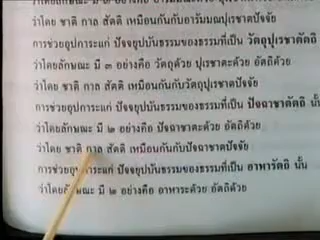 ว่าโดย ชาติ กาล สัตติ เหมือนกันกับอารัมมณปุเรชาตปัจจัย
การช่วยอุปการะแก่ ปัจจยุปบันธรรมของธรรมที่เป็น วัตถุปุเรชาตัตถิ
ว่าโดยลักษณะ มี ๓ อย่างคือ วัตถุด้วย ปุเรชาตะด้วย อัตถิด้วย
ว่าโดย ชาติ กาล สัตติ เหมือนกันกับวัตถุปุเรชาตปัจจัย
การช่วยอุปการะแก่ ปัจจยุปบันธรรมของธรรมที่เป็น ปัจฉาชาตัตถิ นั้น
ว่าโดยลักษณะ มี ๒ อย่างคือ ปัจฉาชาตะด้วย อัตถิด้วย
ว่าโดย ชาติ กาล สัตติ เหมือนกันกับปัจฉาชาตปัจจัย
การช่วยอุปการะแก่ ปัจจยุปบันธรรมของธรรมที่เป็น อาหารัตถิ นั้น
ว่าโดยลักษณะ มี ๒ อย่างคือ อาหาระด้วย อัตถิด้วย